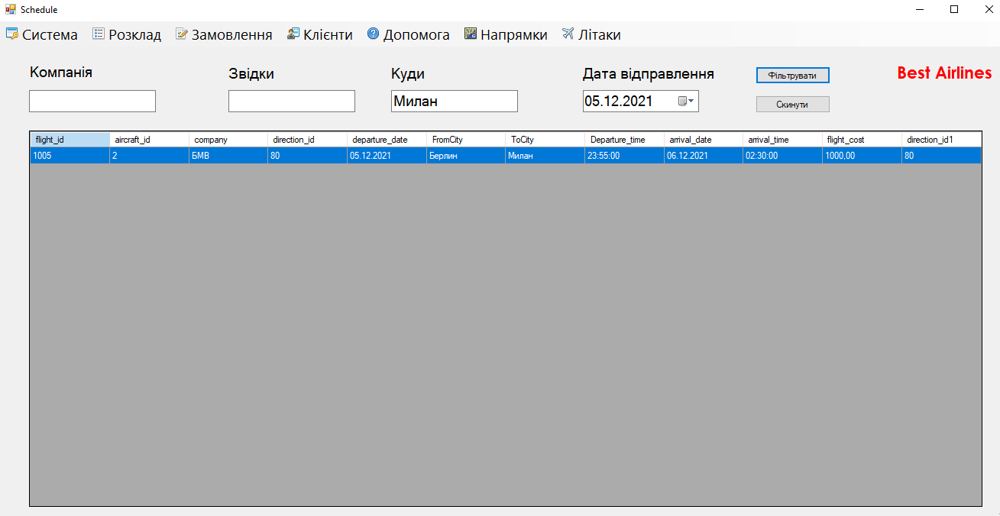 Schedule
Система Розклад Замовлення Клієнти Допомога Напрямки Літаки
Компанія Звідки Куди Дата відправлення Фільтрувати Best Airlines
Милан 05.12.2021 Скинути
flight_id aircraft_id company direction_id departure_date FromCity ToCity Departure_time arrival_date arrival_time flight_cost direction_id1
1005 2 БМВ 80 05.12.2021 Берлин Милан 23:55:00 06.12.2021 02:30:00 1000,00 80